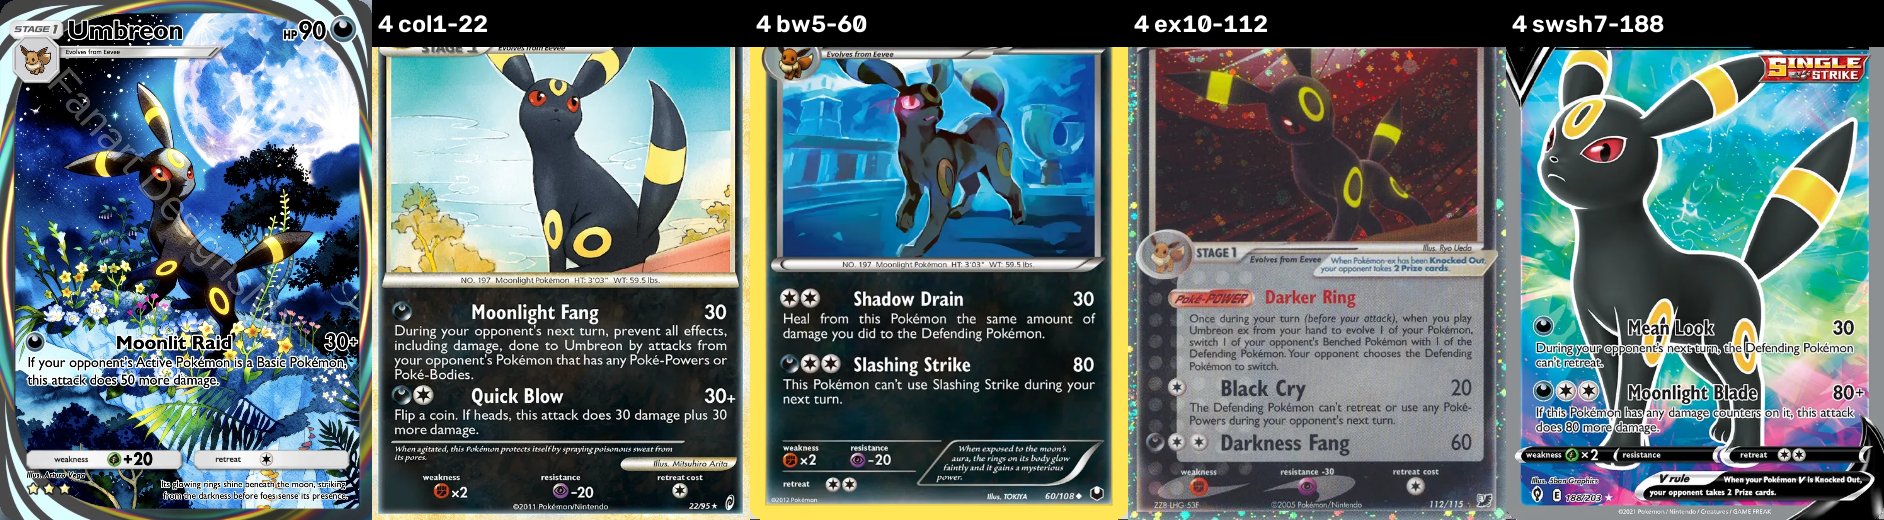 STAGE 1 Umbreon HP 90
Evolves from Eevee
Fanart Designs
Moonlit Raid 30+
If your opponent's Active Pokémon is a Basic Pokémon,
this attack does 50 more damage.
weakness +20 retreat
Illus. Arturo Vega
Its glowing rings shine beneath the moon, striking
from the darkness before foes sense its presence.
4 col1-22
STAGE 1 Evolves from Eevee
NO. 197 Moonlight Pokémon HT: 3'03" WT: 59.5 lbs.
Moonlight Fang 30
During your opponent's next turn, prevent all effects,
including damage, done to Umbreon by attacks from
your opponent's Pokémon that has any Poké-Powers or
Poké-Bodies.
Quick Blow 30+
Flip a coin. If heads, this attack does 30 damage plus 30
more damage.
When agitated, this Pokémon protects itself by spraying poisonous sweat from
its pores.
Illus. Mitsuhiro Arita
weakness resistance retreat cost
×2 -20
22/95 ★
©2011 Pokémon/Nintendo
4 bw5-60
Evolves from Eevee
NO. 197 Moonlight Pokémon HT: 3'03" WT: 59.5 lbs.
Shadow Drain 30
Heal from this Pokémon the same amount of
damage you did to the Defending Pokémon.
Slashing Strike 80
This Pokémon can't use Slashing Strike during your
next turn.
weakness resistance
×2 -20
retreat
When exposed to the moon's
aura, the rings on its body glow
faintly and it gains a mysterious
power.
©2012 Pokémon
Illus. TOKIYA 60/108 ◆
4 ex10-112
Illus. Ryo Ueda
STAGE 1 Evolves from Eevee
When Pokémon-ex has been Knocked Out,
your opponent takes 2 Prize cards.
Poké-POWER Darker Ring
Once during your turn (before your attack), when you play
Umbreon ex from your hand to evolve 1 of your Pokémon,
switch 1 of your opponent's Benched Pokémon with 1 of the
Defending Pokémon. Your opponent chooses the Defending
Pokémon to switch.
Black Cry 20
The Defending Pokémon can't retreat or use any Poké-
Powers during your opponent's next turn.
Darkness Fang 60
weakness resistance -30 retreat cost
ZZB LHG 53F
©2005 Pokémon/Nintendo
112/115
4 swsh7-188
SINGLE STRIKE
Mean Look 30
During your opponent's next turn, the Defending Pokémon
can't retreat.
Moonlight Blade 80+
If this Pokémon has any damage counters on it, this attack
does 80 more damage.
weakness ×2 resistance retreat
Illus. 5ban Graphics
E 188/203 ★
V rule When your Pokémon V is Knocked Out,
your opponent takes 2 Prize cards.
©2021 Pokémon / Nintendo / Creatures / GAME FREAK